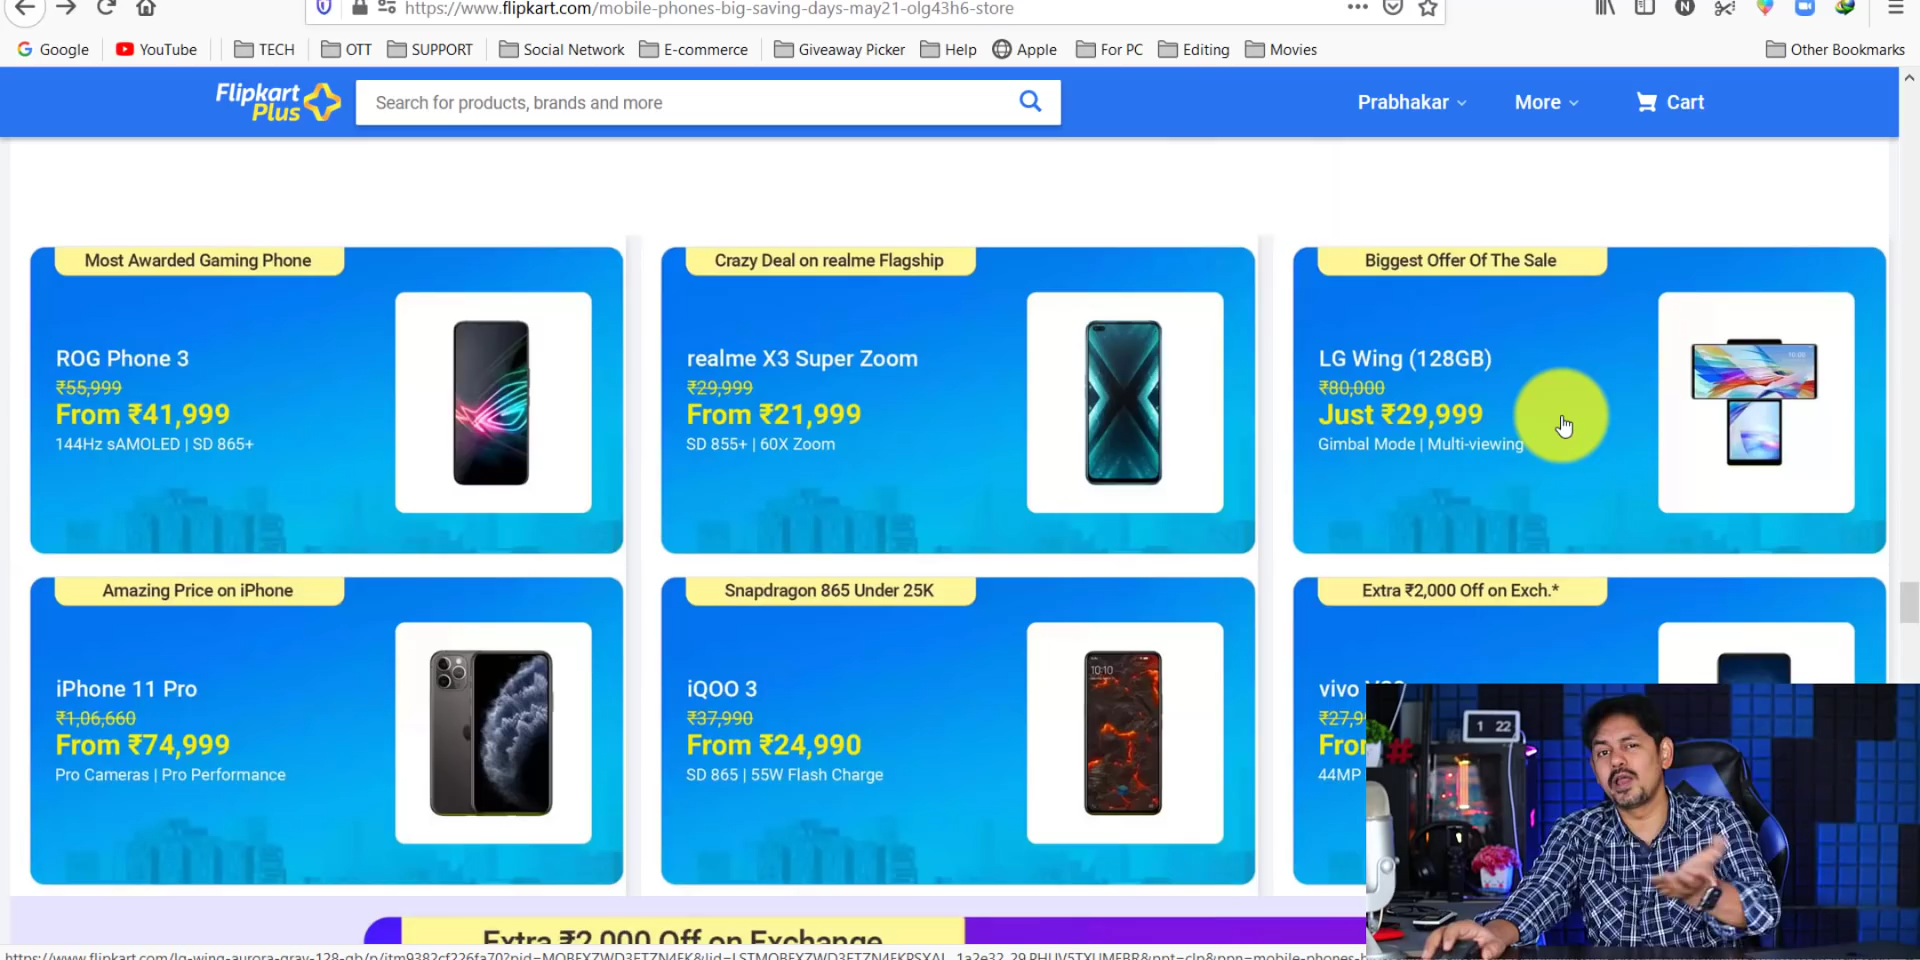 https://www.flipkart.com/mobile-phones-big-saving-days-may21-olg43h6-store
Google
YouTube
TECH
OTT
SUPPORT
Social Network
E-commerce
Giveaway Picker
Help
Apple
For PC
Editing
Movies
Other Bookmarks
Flipkart
Plus
Search for products, brands and more
Prabhakar
More
Cart
Most Awarded Gaming Phone
ROG Phone 3
₹55,999
From ₹41,999
144Hz sAMOLED | SD 865+
Crazy Deal on realme Flagship
realme X3 Super Zoom
₹29,999
From ₹21,999
SD 855+ | 60X Zoom
Biggest Offer Of The Sale
LG Wing (128GB)
₹80,000
Just ₹29,999
Gimbal Mode | Multi-viewing
Amazing Price on iPhone
iPhone 11 Pro
₹1,06,660
From ₹74,999
Pro Cameras | Pro Performance
Snapdragon 865 Under 25K
iQOO 3
₹37,990
From ₹24,990
SD 865 | 55W Flash Charge
10:10
Extra ₹2,000 Off on Exch.*
vivo
44MP
1 22
Extra ₹2,000 Off on Exchange